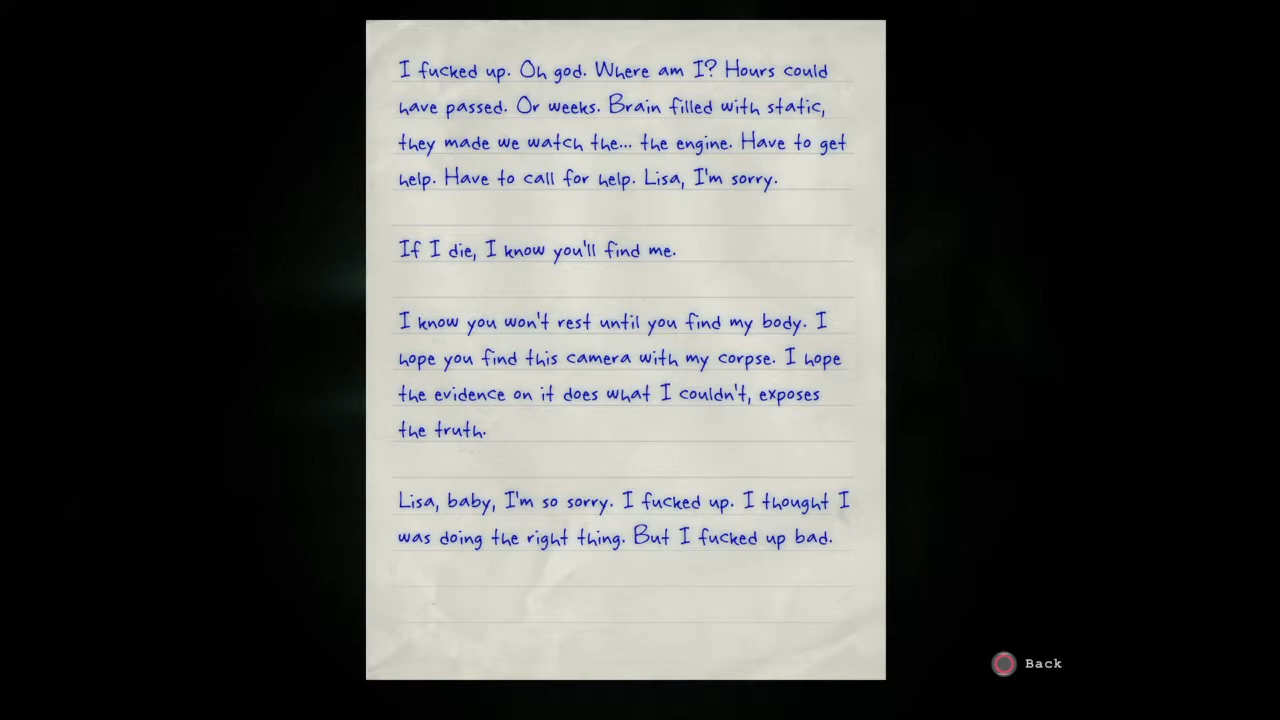 I fucked up. Oh god. Where am I? Hours could
have passed. Or weeks. Brain filled with static,
they made we watch the... the engine. Have to get
help. Have to call for help. Lisa, I'm sorry.
If I die, I know you'll find me.
I know you won't rest until you find my body. I
hope you find this camera with my corpse. I hope
the evidence on it does what I couldn't, exposes
the truth.
Lisa, baby, I'm so sorry. I fucked up. I thought I
was doing the right thing. But I fucked up bad.
Back